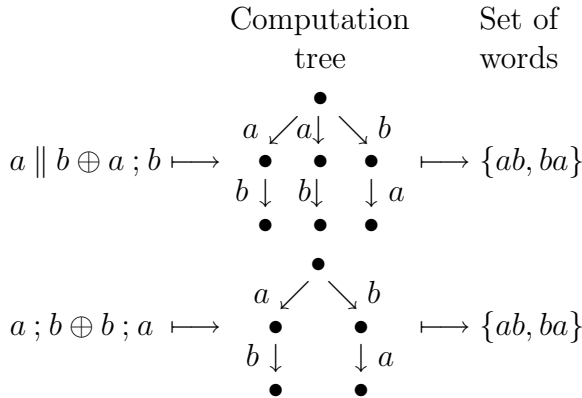 Computation Set of
tree words
a a b
a ∥ b ⊕ a ; b ⟼ ⟼ {ab, ba}
b b a
a b
a ; b ⊕ b ; a ⟼ ⟼ {ab, ba}
b a